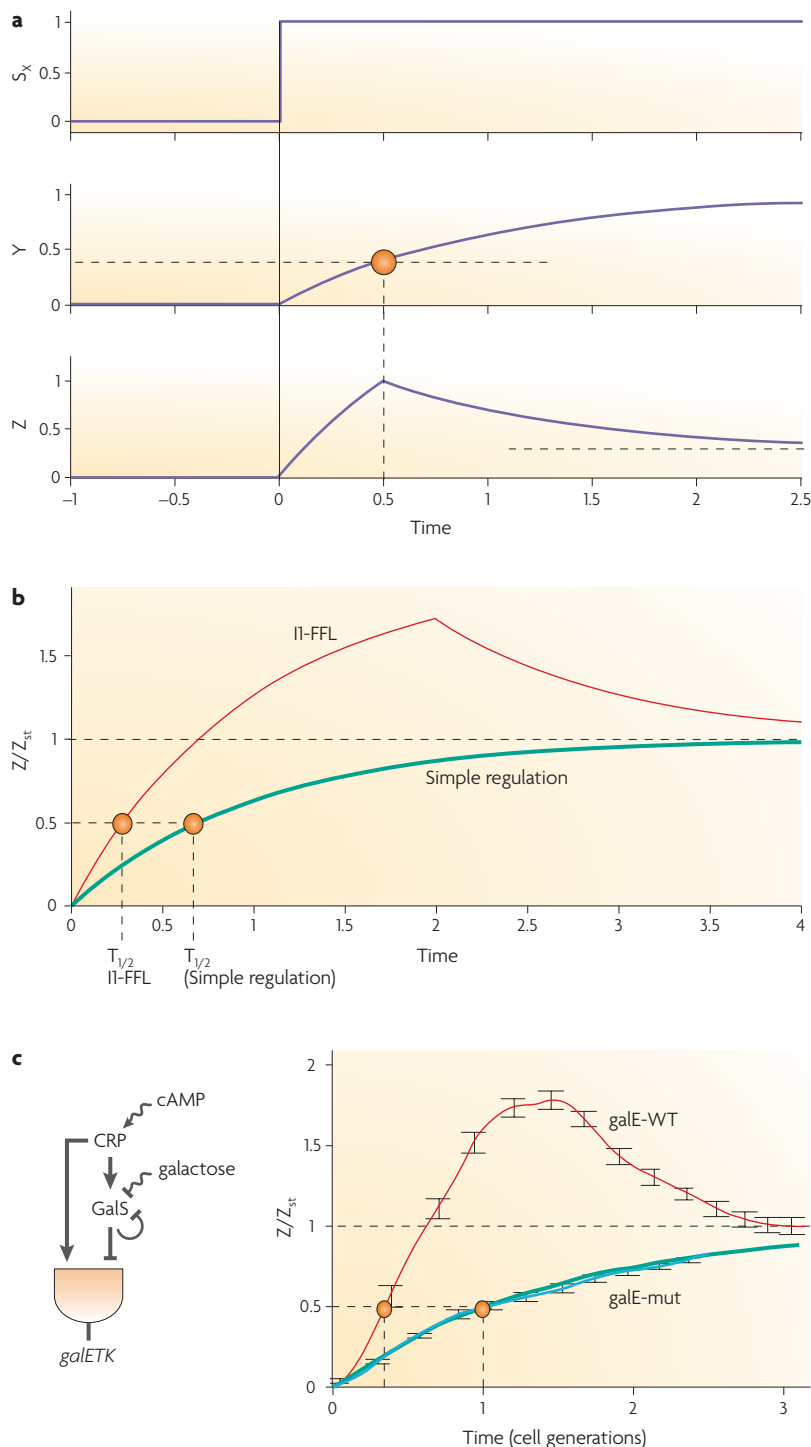 a
1
0.5
0
S_X
1
0.5
0
Y
1
0.5
0
Z
−1 −0.5 0 0.5 1 1.5 2 2.5
Time
b
1.5
1
0.5
0
Z/Z_st
I1-FFL
Simple regulation
0 0.5 1 1.5 2 2.5 3 3.5 4
T_1/2 T_1/2 Time
I1-FFL (Simple regulation)
c
cAMP
CRP
galactose
GalS
galETK
2
1.5
1
0.5
0
Z/Z_st
galE-WT
galE-mut
0 1 2 3
Time (cell generations)